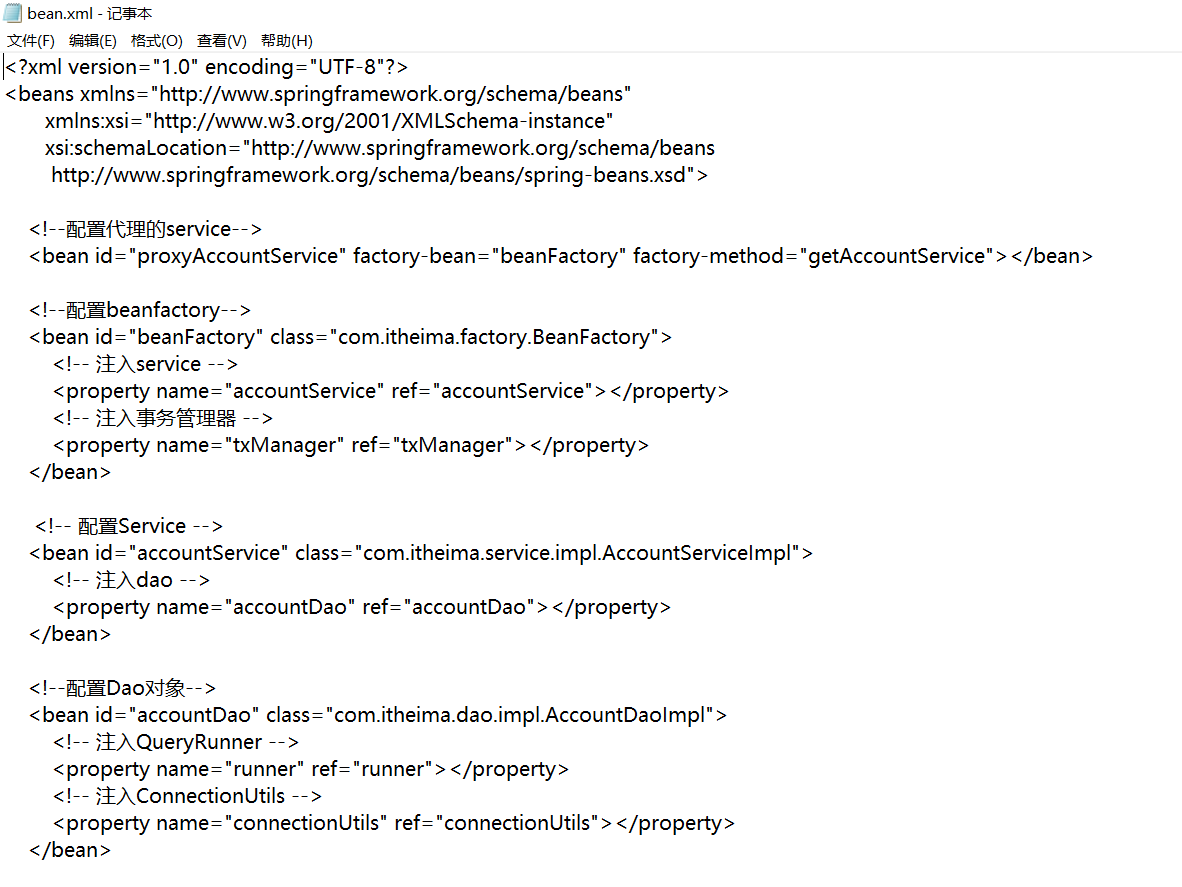 bean.xml - 记事本
文件(F) 编辑(E) 格式(O) 查看(V) 帮助(H)
<?xml version="1.0" encoding="UTF-8"?>
<beans xmlns="http://www.springframework.org/schema/beans"
xmlns:xsi="http://www.w3.org/2001/XMLSchema-instance"
xsi:schemaLocation="http://www.springframework.org/schema/beans
http://www.springframework.org/schema/beans/spring-beans.xsd">
<!--配置代理的service-->
<bean id="proxyAccountService" factory-bean="beanFactory" factory-method="getAccountService"></bean>
<!--配置beanfactory-->
<bean id="beanFactory" class="com.itheima.factory.BeanFactory">
<!-- 注入service -->
<property name="accountService" ref="accountService"></property>
<!-- 注入事务管理器 -->
<property name="txManager" ref="txManager"></property>
</bean>
<!-- 配置Service -->
<bean id="accountService" class="com.itheima.service.impl.AccountServiceImpl">
<!-- 注入dao -->
<property name="accountDao" ref="accountDao"></property>
</bean>
<!--配置Dao对象-->
<bean id="accountDao" class="com.itheima.dao.impl.AccountDaoImpl">
<!-- 注入QueryRunner -->
<property name="runner" ref="runner"></property>
<!-- 注入ConnectionUtils -->
<property name="connectionUtils" ref="connectionUtils"></property>
</bean>